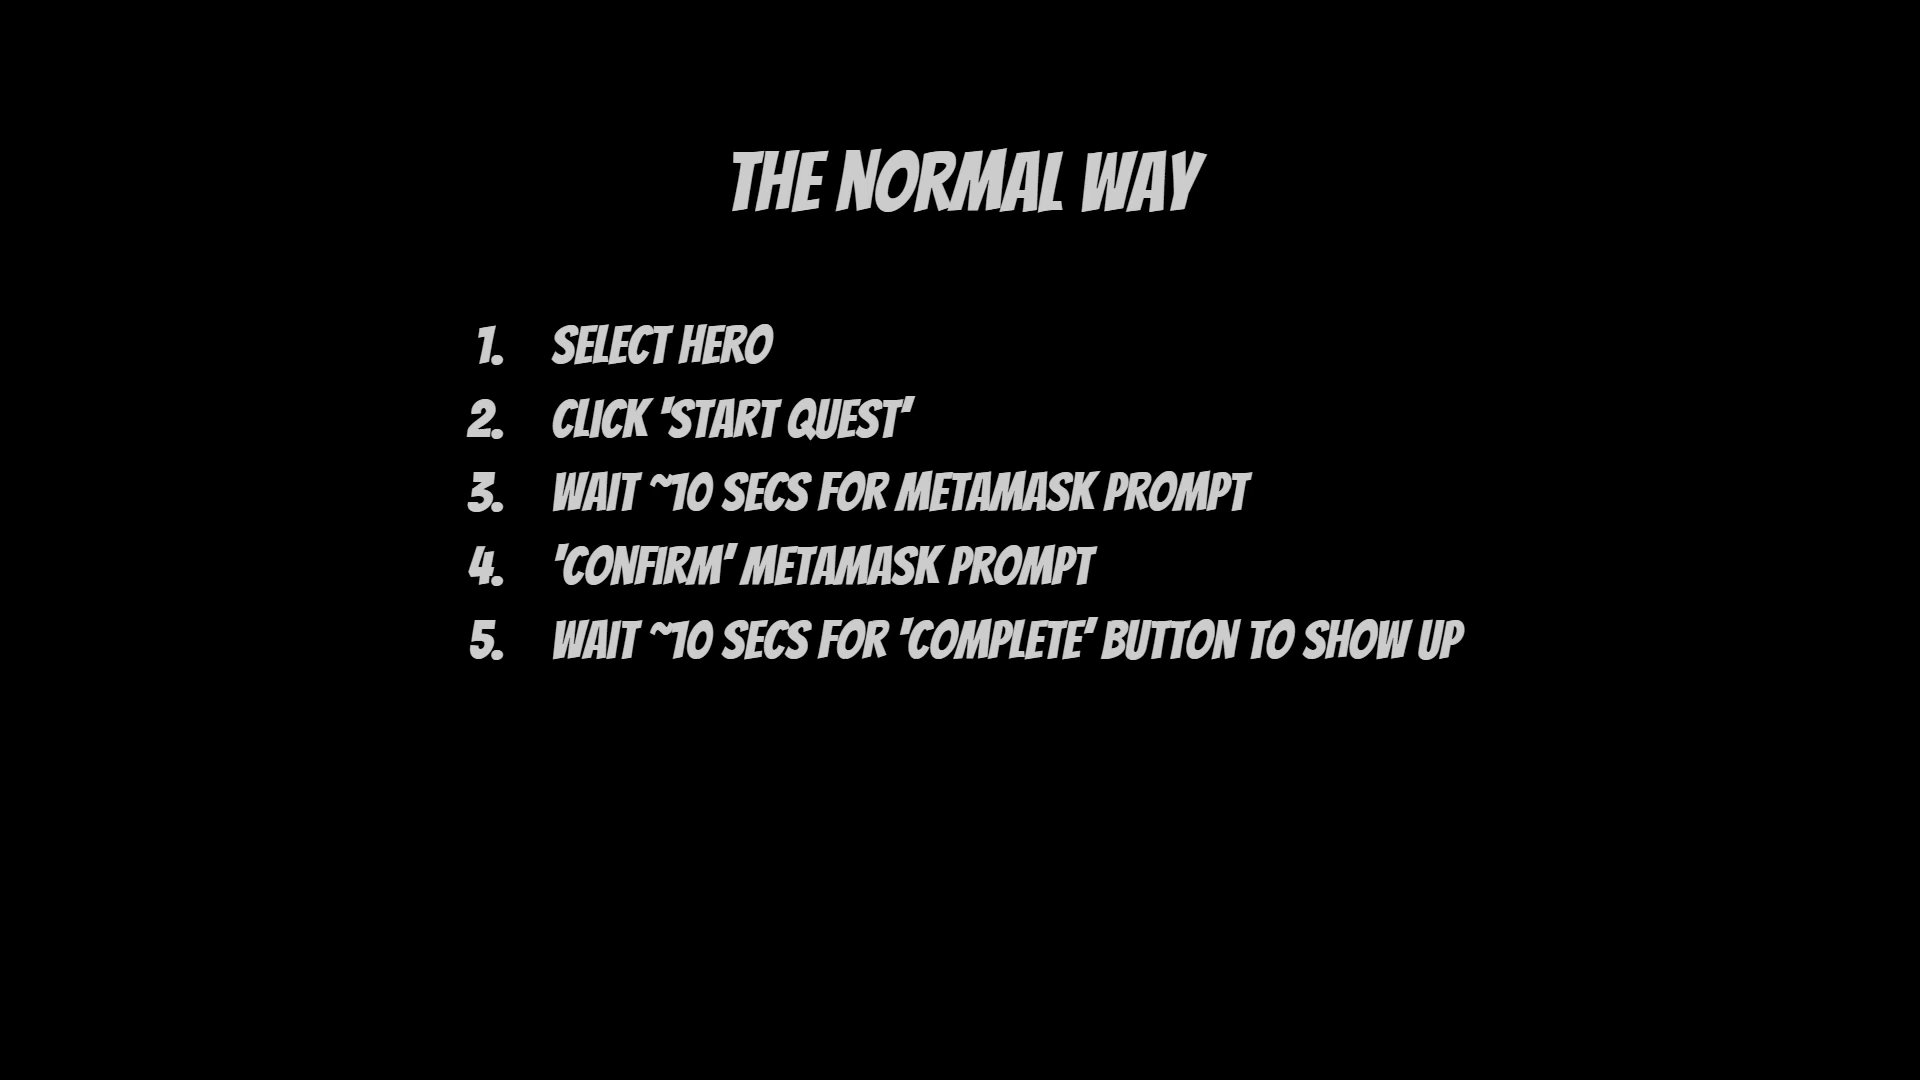 THE NORMAL WAY
1. SELECT HERO
2. CLICK 'START QUEST'
3. WAIT ~10 SECS FOR METAMASK PROMPT
4. 'CONFIRM' METAMASK PROMPT
5. WAIT ~10 SECS FOR 'COMPLETE' BUTTON TO SHOW UP